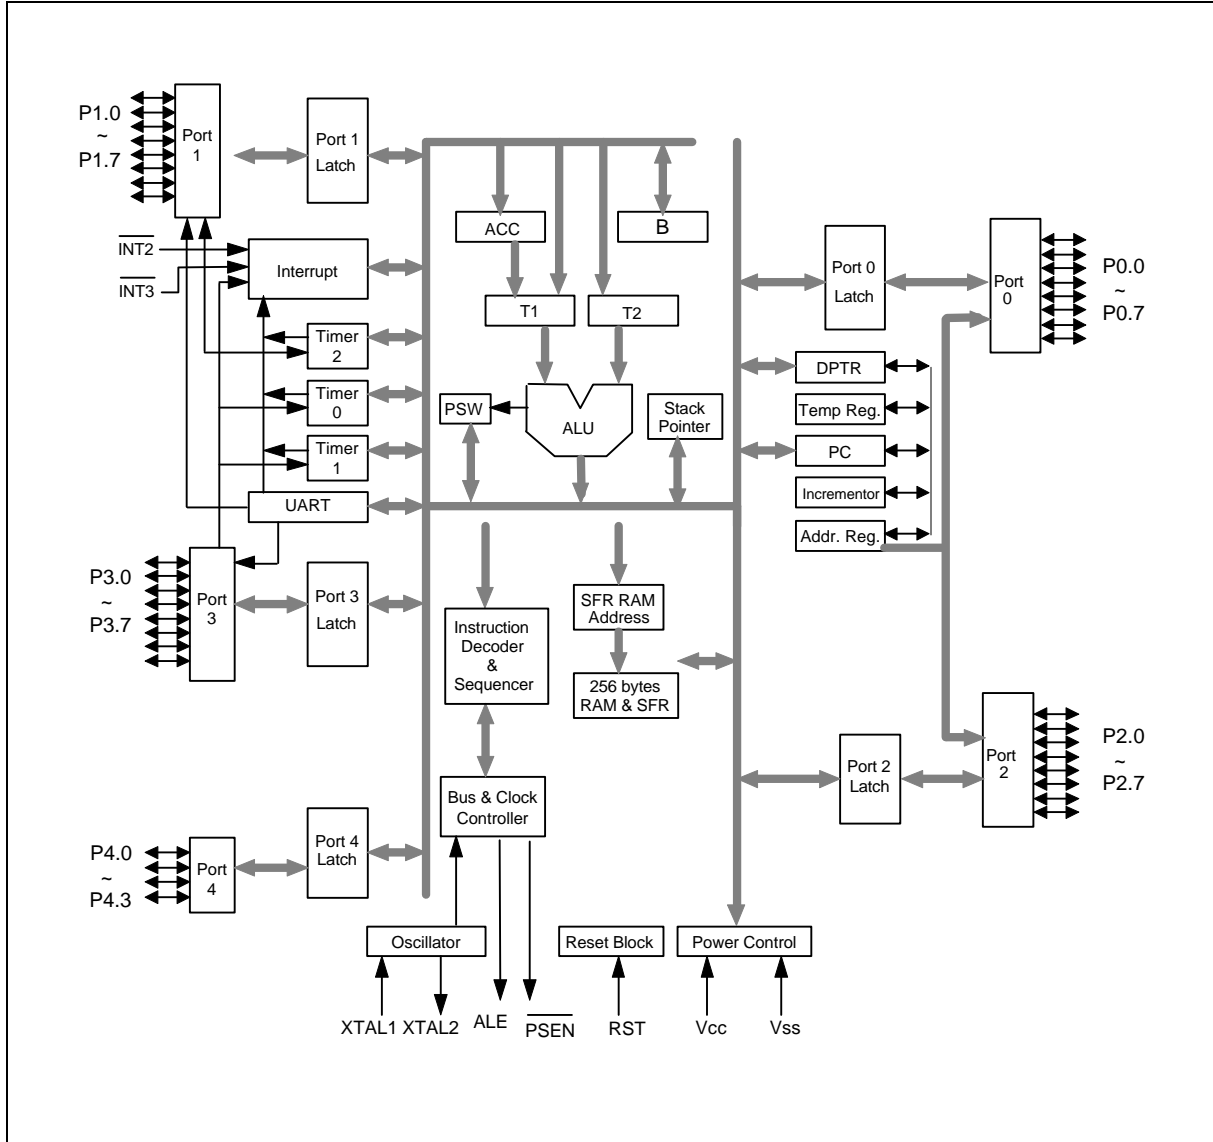 P1.0
~
P1.7
Port
1
Port 1
Latch
INT2
INT3
Interrupt
Timer
2
Timer
0
Timer
1
UART
P3.0
~
P3.7
Port
3
Port 3
Latch
P4.0
~
P4.3
Port
4
Port 4
Latch
ACC
B
T1
T2
PSW
ALU
Stack
Pointer
Instruction
Decoder
&
Sequencer
SFR RAM
Address
256 bytes
RAM & SFR
Bus & Clock
Controller
Oscillator
Reset Block
Power Control
XTAL1
XTAL2
ALE
PSEN
RST
Vcc
Vss
Port 0
Latch
Port
0
P0.0
~
P0.7
DPTR
Temp Reg.
PC
Incrementor
Addr. Reg.
Port 2
Latch
Port
2
P2.0
~
P2.7